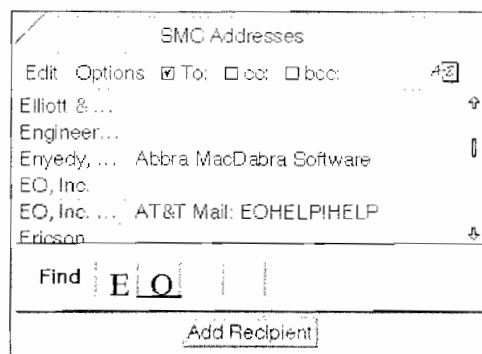 SMC Addresses
Edit Options To: cc: bcc: A-Z
Elliott & ...
Engineer...
Enyedy, ... Abbra MacDabra Software
EO, Inc.
EO, Inc. ... AT&T Mail: EOHELP!HELP
Ericson
Find E O
Add Recipient